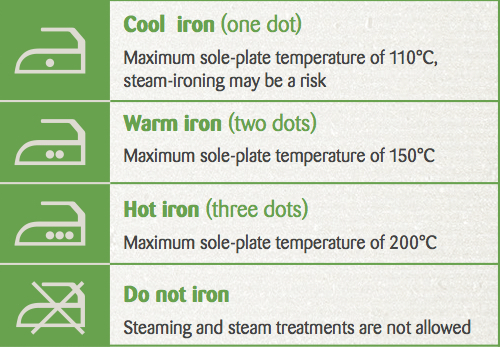 Cool iron (one dot)
Maximum sole-plate temperature of 110°C,
steam-ironing may be a risk
Warm iron (two dots)
Maximum sole-plate temperature of 150°C
Hot iron (three dots)
Maximum sole-plate temperature of 200°C
Do not iron
Steaming and steam treatments are not allowed